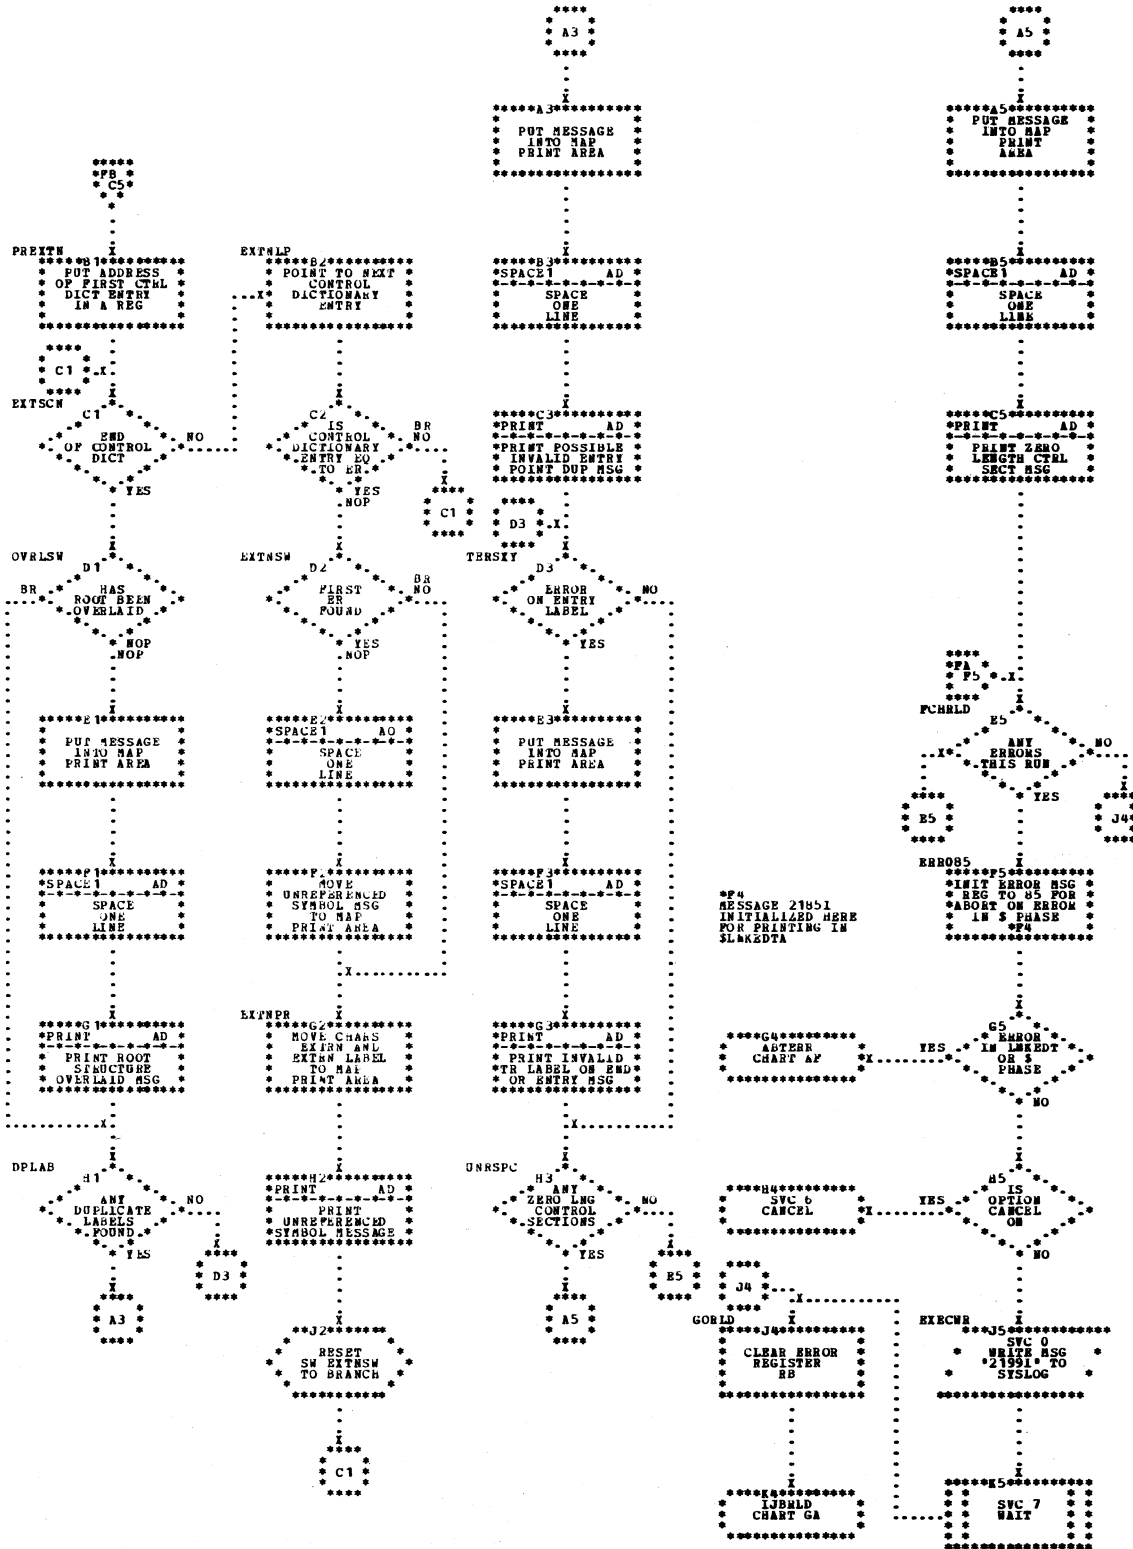 A3
A5
A3
PUT MESSAGE
INTO MAP
PRINT AREA
A5
PUT MESSAGE
INTO MAP
PRINT
AREA
FB
C5
PREXTN
B1
PUT ADDRESS
OF FIRST CTRL
DICT ENTRY
IN A REG
EXTNLP
B2
POINT TO NEXT
CONTROL
DICTIONARY
ENTRY
B3
SPACE1 AD
SPACE
ONE
LINE
B5
SPACE1 AD
SPACE
ONE
LINE
C1
EXTSCN
C1
END
OF CONTROL
DICT
NO
YES
C2
IS
CONTROL
DICTIONARY
ENTRY EQ
TO ER
BR
NO
YES
NOP
C1
C3
PRINT AD
PRINT POSSIBLE
INVALID ENTRY
POINT DUP MSG
C5
PRINT AD
PRINT ZERO
LENGTH CTRL
SECT MSG
D3
OVRLSW
D1
HAS
ROOT BEEN
OVERLAID
BR
NOP
NOP
EXTNSW
D2
FIRST
ER
FOUND
BR
NO
YES
NOP
TERSXY
D3
ERROR
ON ENTRY
LABEL
NO
YES
FA
F5
E1
PUT MESSAGE
INTO MAP
PRINT AREA
E2
SPACE1 AD
SPACE
ONE
LINE
E3
PUT MESSAGE
INTO MAP
PRINT AREA
FCHRLD
E5
ANY
ERRORS
THIS RUN
NO
YES
E5
J4
F1
SPACE1 AD
SPACE
ONE
LINE
F2
MOVE
UNREFERENCED
SYMBOL MSG
TO MAP
PRINT AREA
F3
SPACE1 AD
SPACE
ONE
LINE
*F4
MESSAGE 2185I
INITIALIZED HERE
FOR PRINTING IN
$LNKEDTA
ERR085
F5
INIT ERROR MSG
REG TO 85 FOR
ABORT ON ERROR
IN $ PHASE
*F4
G1
PRINT AD
PRINT ROOT
STRUCTURE
OVERLAID MSG
EXTNPR
G2
MOVE CHARS
EXTRN AND
EXTRN LABEL
TO MAP
PRINT AREA
G3
PRINT AD
PRINT INVALID
TR LABEL ON END
OR ENTRY MSG
G4
ABTERR
CHART AF
YES
G5
ERROR
IN LNKEDT
OR $
PHASE
NO
DPLAB
H1
ANY
DUPLICATE
LABELS
FOUND
NO
YES
D3
A3
H2
PRINT AD
PRINT
UNREFERENCED
SYMBOL MESSAGE
UNRSPC
H3
ANY
ZERO LNG
CONTROL
SECTIONS
NO
YES
E5
A5
H4
SVC 6
CANCEL
YES
H5
IS
OPTION
CANCEL
ON
NO
J4
J2
RESET
SW EXTNSW
TO BRANCH
C1
GORLD
J4
CLEAR ERROR
REGISTER
RB
EXECWR
J5
SVC 0
WRITE MSG
'2199I' TO
SYSLOG
K4
IJBRLD
CHART GA
K5
SVC 7
WAIT